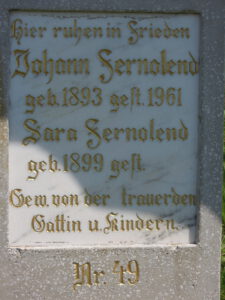 Hier ruhen in Frieden
Johann Fernolend
geb. 1893 gest. 1961
Sara Fernolend
geb. 1899 gest.
Gew. von der trauerden
Gattin u. Kindern.
Nr. 49